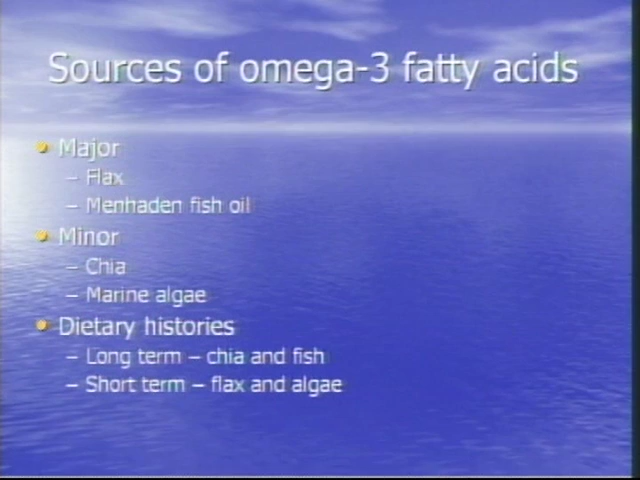 Sources of omega-3 fatty acids
• Major
– Flax
– Menhaden fish oil
• Minor
– Chia
– Marine algae
• Dietary histories
– Long term – chia and fish
– Short term – flax and algae